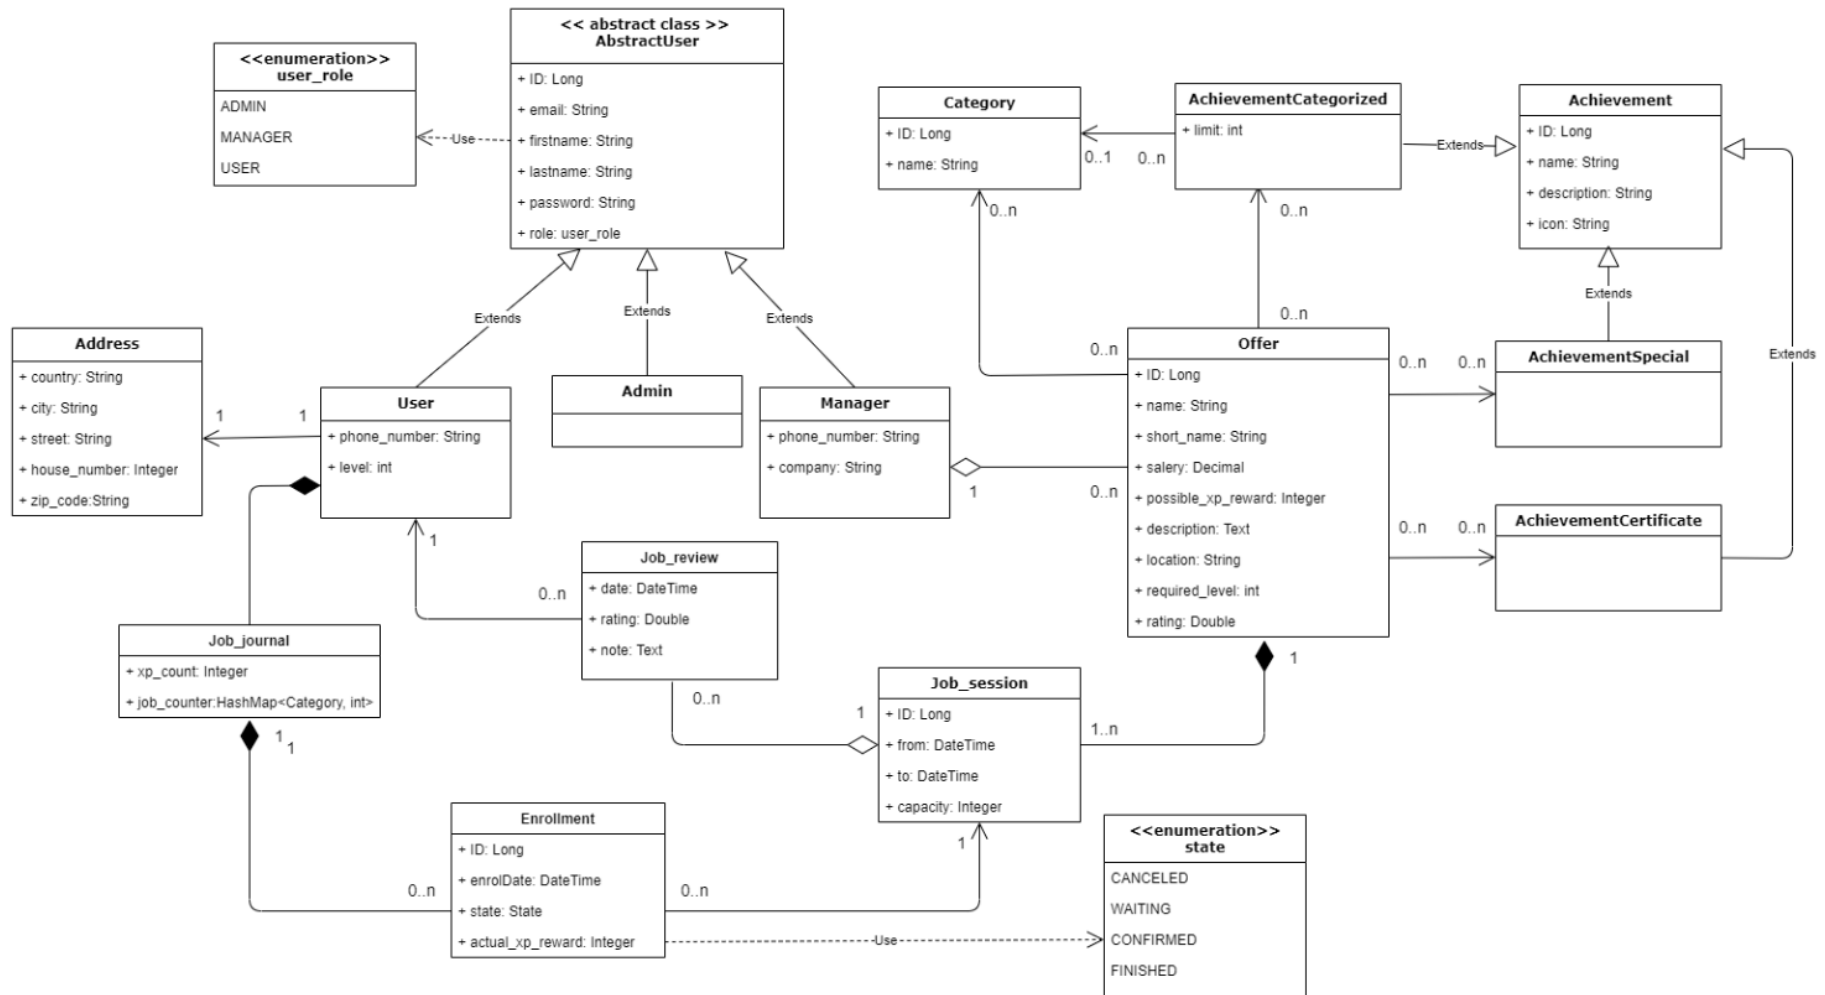 <<enumeration>>
user_role
ADMIN
MANAGER
USER
<< abstract class >>
AbstractUser
+ ID: Long
+ email: String
+ firstname: String
+ lastname: String
+ password: String
+ role: user_role
Use
Category
+ ID: Long
+ name: String
AchievementCategorized
+ limit: int
Achievement
+ ID: Long
+ name: String
+ description: String
+ icon: String
0..1
0..n
Extends
0..n
0..n
0..n
0..n
Extends
Extends
Extends
Extends
Extends
Address
+ country: String
+ city: String
+ street: String
+ house_number: Integer
+ zip_code:String
1
1
User
+ phone_number: String
+ level: int
Admin
Manager
+ phone_number: String
+ company: String
1
0..n
Offer
+ ID: Long
+ name: String
+ short_name: String
+ salery: Decimal
+ possible_xp_reward: Integer
+ description: Text
+ location: String
+ required_level: int
+ rating: Double
0..n
0..n
AchievementSpecial
0..n
0..n
AchievementCertificate
1
0..n
Job_review
+ date: DateTime
+ rating: Double
+ note: Text
0..n
1
Job_journal
+ xp_count: Integer
+ job_counter:HashMap<Category, int>
1
1
Job_session
+ ID: Long
+ from: DateTime
+ to: DateTime
+ capacity: Integer
1..n
1
Enrollment
+ ID: Long
+ enrolDate: DateTime
+ state: State
+ actual_xp_reward: Integer
0..n
0..n
1
Use
<<enumeration>>
state
CANCELED
WAITING
CONFIRMED
FINISHED